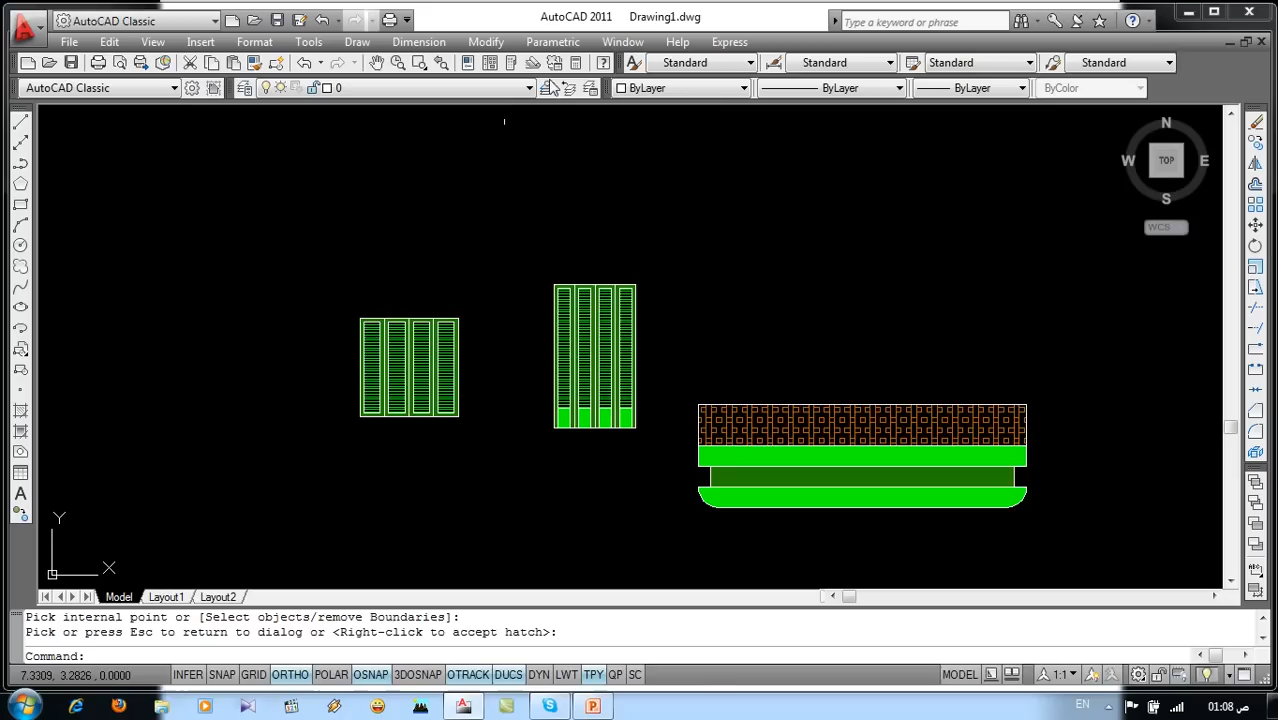 AutoCAD Classic
AutoCAD 2011 Drawing1.dwg
Type a keyword or phrase
File Edit View Insert Format Tools Draw Dimension Modify Parametric Window Help Express
Standard Standard Standard Standard
AutoCAD Classic 0 ByLayer ByLayer ByLayer ByColor
N
W TOP E
S
WCS
Y
X
Model Layout1 Layout2
Pick internal point or [Select objects/remove Boundaries]:
Pick or press Esc to return to dialog or <Right-click to accept hatch>:
Command:
7.3309, 3.2826, 0.0000 INFER SNAP GRID ORTHO POLAR OSNAP 3DOSNAP OTRACK DUCS DYN LWT TPY QP SC MODEL 1:1
EN 01:08 ص